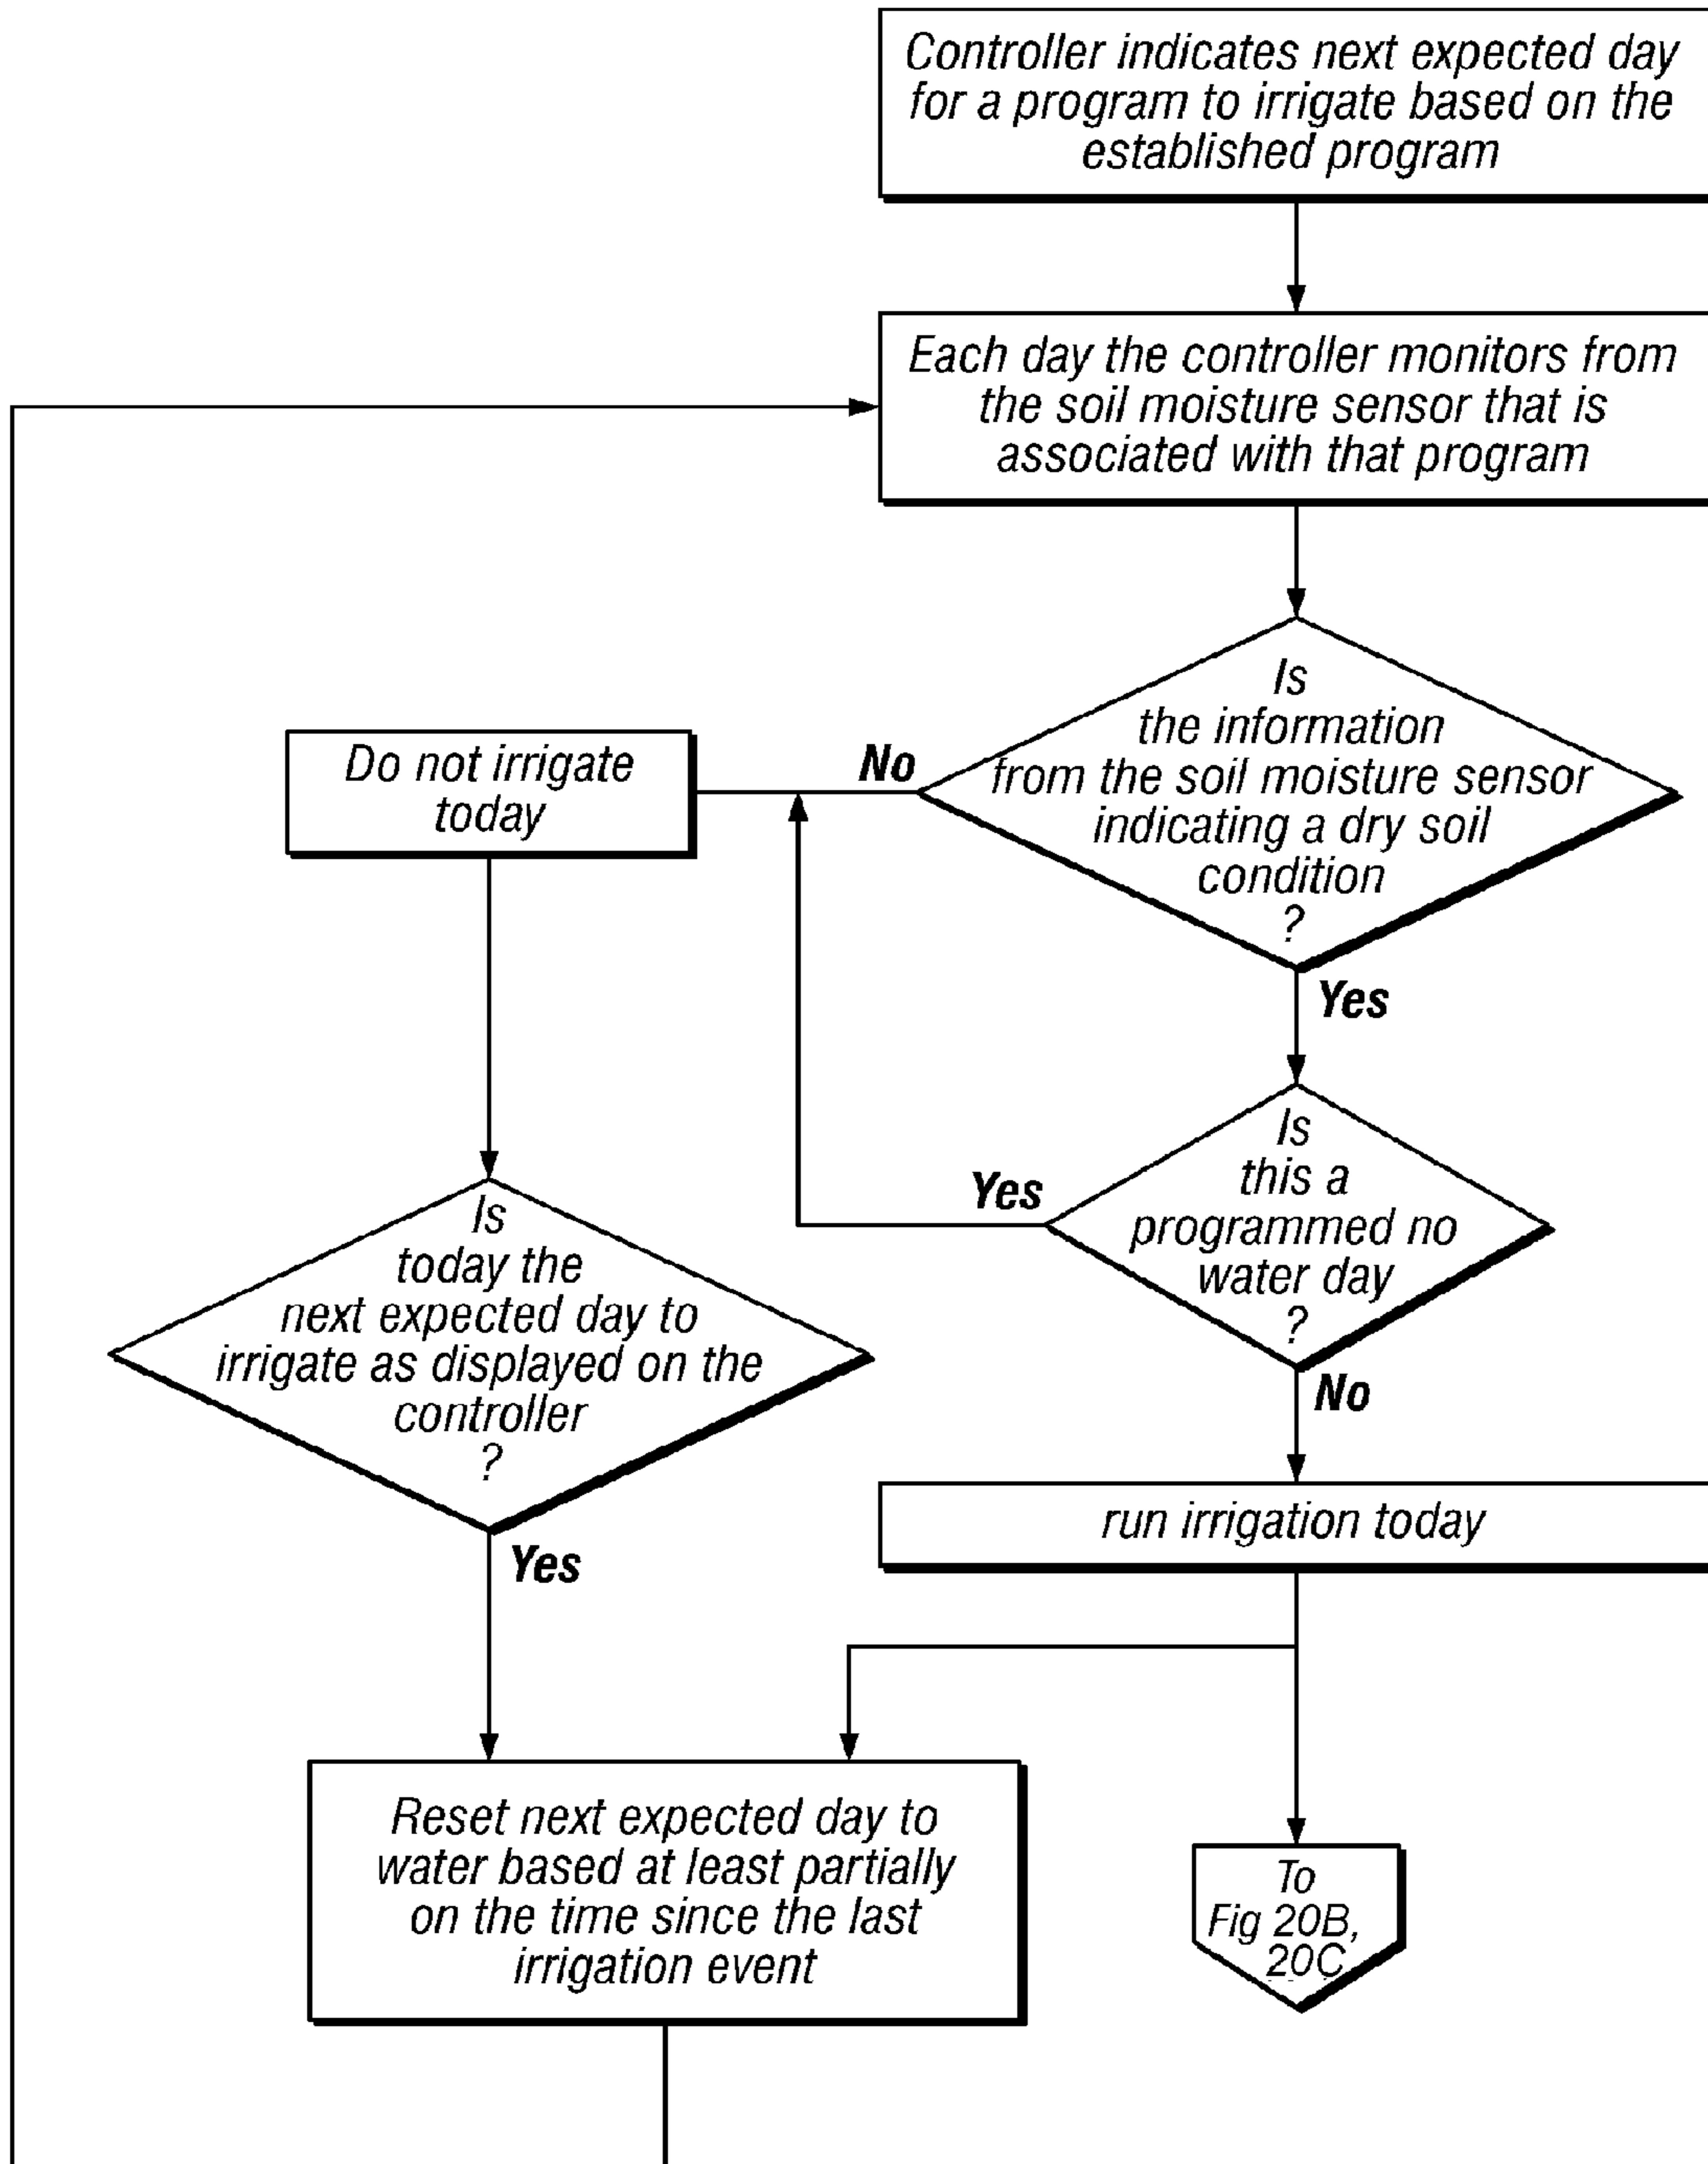 Controller indicates next expected day
for a program to irrigate based on the
established program
Each day the controller monitors from
the soil moisture sensor that is
associated with that program
Is
the information
from the soil moisture sensor
indicating a dry soil
condition
?
No
Do not irrigate
today
Yes
Is
this a
programmed no
water day
?
Yes
No
Is
today the
next expected day to
irrigate as displayed on the
controller
?
Yes
run irrigation today
Reset next expected day to
water based at least partially
on the time since the last
irrigation event
To
Fig 20B,
20C